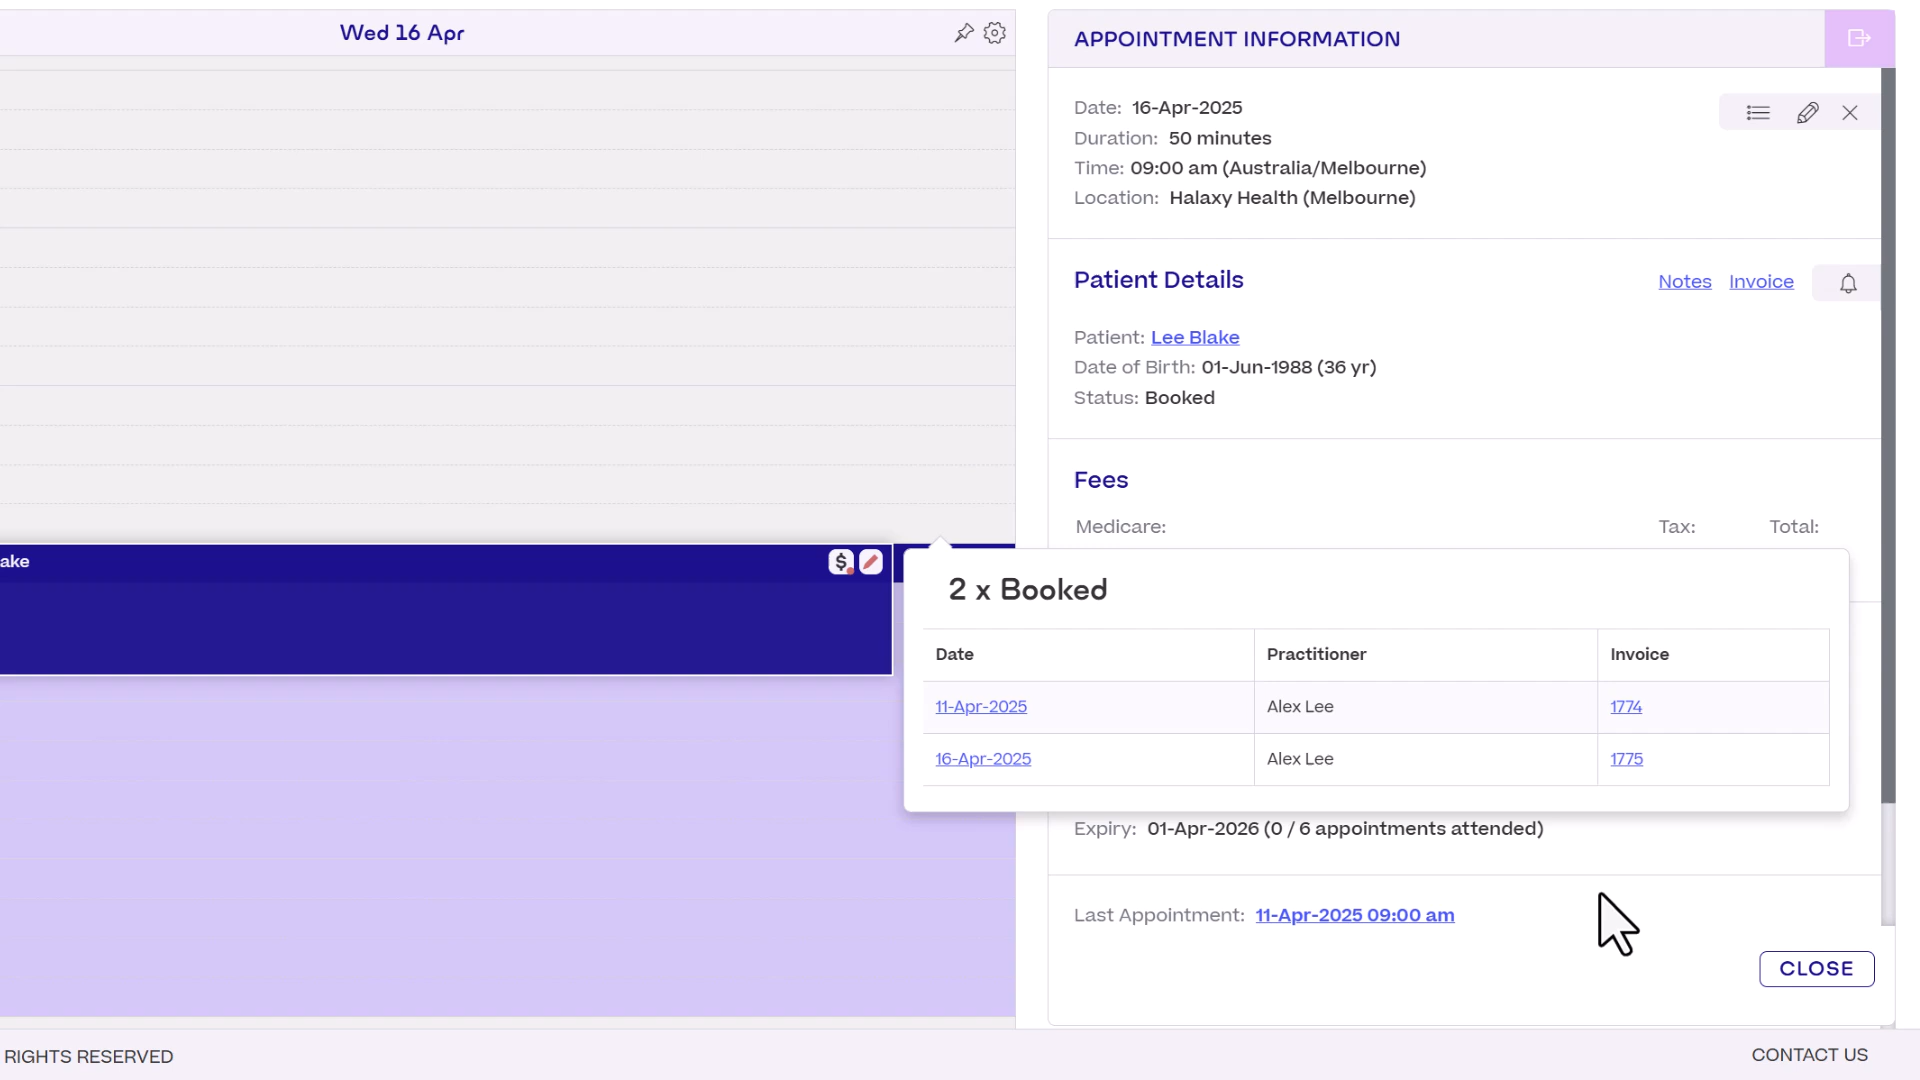 Wed 16 Apr
APPOINTMENT INFORMATION
Date: 16-Apr-2025
Duration: 50 minutes
Time: 09:00 am (Australia/Melbourne)
Location: Halaxy Health (Melbourne)
Patient Details
Notes Invoice
Patient: Lee Blake
Date of Birth: 01-Jun-1988 (36 yr)
Status: Booked
Fees
Medicare: Tax: Total:
ake
$
2 x Booked
Date Practitioner Invoice
11-Apr-2025 Alex Lee 1774
16-Apr-2025 Alex Lee 1775
Expiry: 01-Apr-2026 (0 / 6 appointments attended)
Last Appointment: 11-Apr-2025 09:00 am
CLOSE
RIGHTS RESERVED
CONTACT US